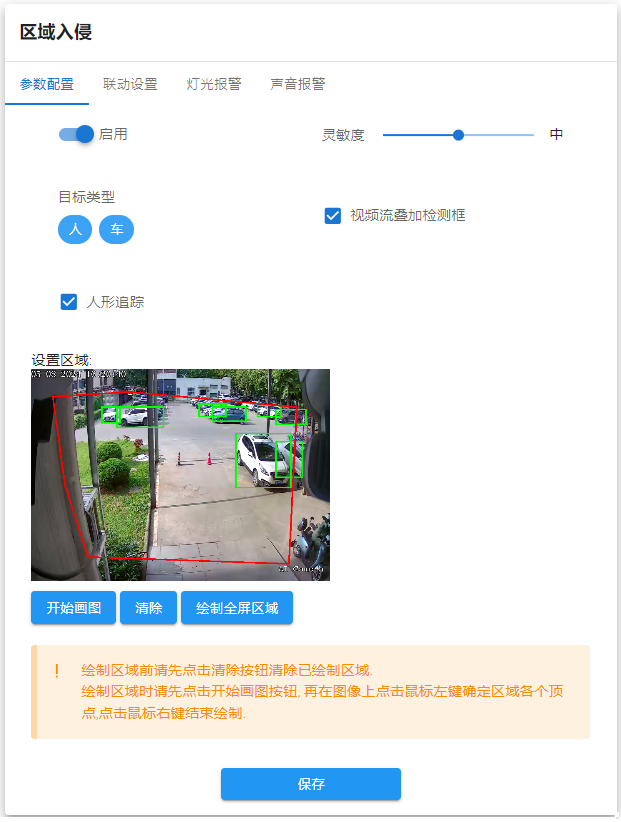 区域入侵
参数配置 联动设置 灯光报警 声音报警
启用 灵敏度 中
目标类型
人 车 视频流叠加检测框
人形追踪
设置区域:
开始画图 清除 绘制全屏区域
! 绘制区域前请先点击清除按钮清除已绘制区域.
绘制区域时请先点击开始画图按钮, 再在图像上点击鼠标左键确定区域各个顶
点,点击鼠标右键结束绘制.
保存